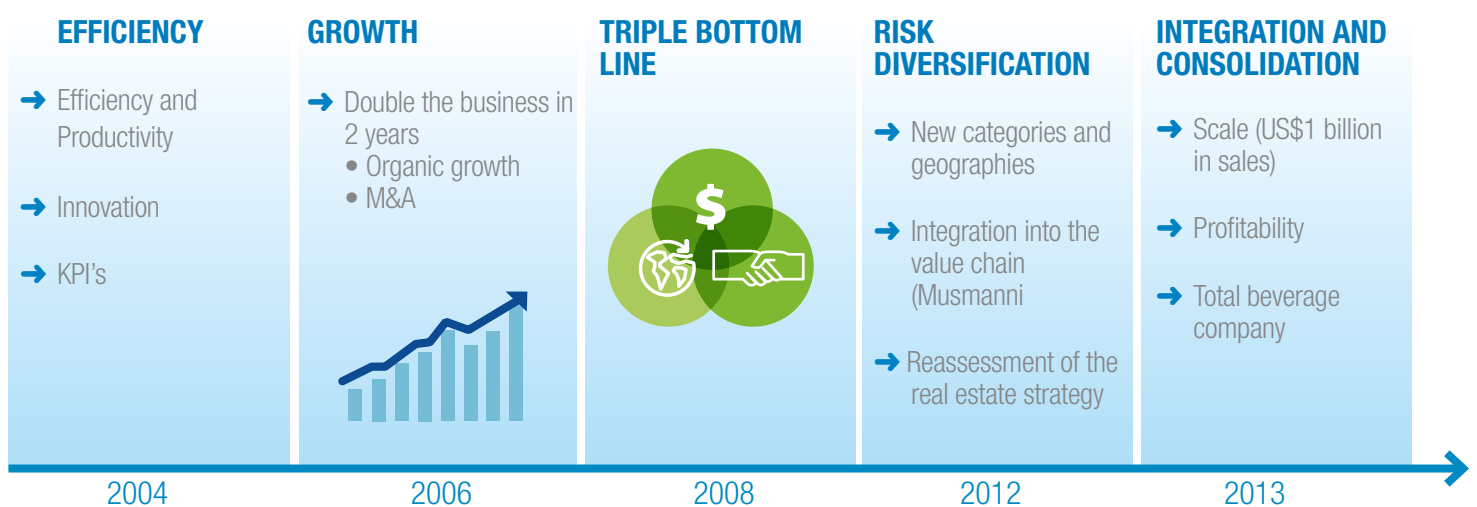 EFFICIENCY
➜ Efficiency and
Productivity
➜ Innovation
➜ KPI's
2004
GROWTH
➜ Double the business in
2 years
• Organic growth
• M&A
2006
TRIPLE BOTTOM
LINE
$
2008
RISK
DIVERSIFICATION
➜ New categories and
geographies
➜ Integration into the
value chain
(Musmanni
➜ Reassessment of the
real estate strategy
2012
INTEGRATION AND
CONSOLIDATION
➜ Scale (US$1 billion
in sales)
➜ Profitability
➜ Total beverage
company
2013